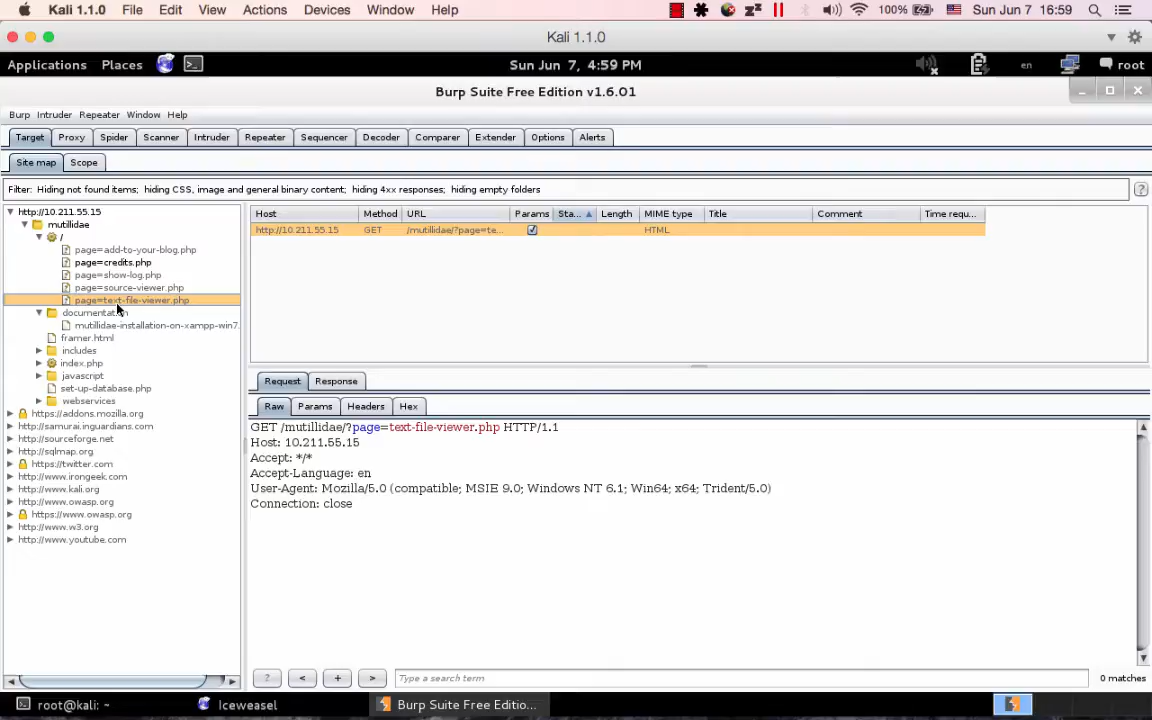 Kali 1.1.0 File Edit View Actions Devices Window Help 100% Sun Jun 7 16:59
Kali 1.1.0
Applications Places Sun Jun 7, 4:59 PM en root
Burp Suite Free Edition v1.6.01
Burp Intruder Repeater Window Help
Target Proxy Spider Scanner Intruder Repeater Sequencer Decoder Comparer Extender Options Alerts
Site map Scope
Filter: Hiding not found items; hiding CSS, image and general binary content; hiding 4xx responses; hiding empty folders ?
http://10.211.55.15
mutillidae
/
page=add-to-your-blog.php
page=credits.php
page=show-log.php
page=source-viewer.php
page=text-file-viewer.php
mutillidae-installation-on-xampp-win7.
framer.html
includes
index.php
javascript
set-up-database.php
webservices
https://addons.mozilla.org
http://samurai.inguardians.com
http://sourceforge.net
http://sqlmap.org
https://twitter.com
http://www.irongeek.com
http://www.kali.org
http://www.owasp.org
https://www.owasp.org
http://www.w3.org
http://www.youtube.com
Host Method URL Params Sta... Length MIME type Title Comment Time requ...
http://10.211.55.15 GET /mutillidae/?page=te... HTML
Request Response
Raw Params Headers Hex
GET /mutillidae/?page=text-file-viewer.php HTTP/1.1
Host: 10.211.55.15
Accept: */*
Accept-Language: en
User-Agent: Mozilla/5.0 (compatible; MSIE 9.0; Windows NT 6.1; Win64; x64; Trident/5.0)
Connection: close
? < + > Type a search term 0 matches
root@kali: ~ Iceweasel Burp Suite Free Editio...